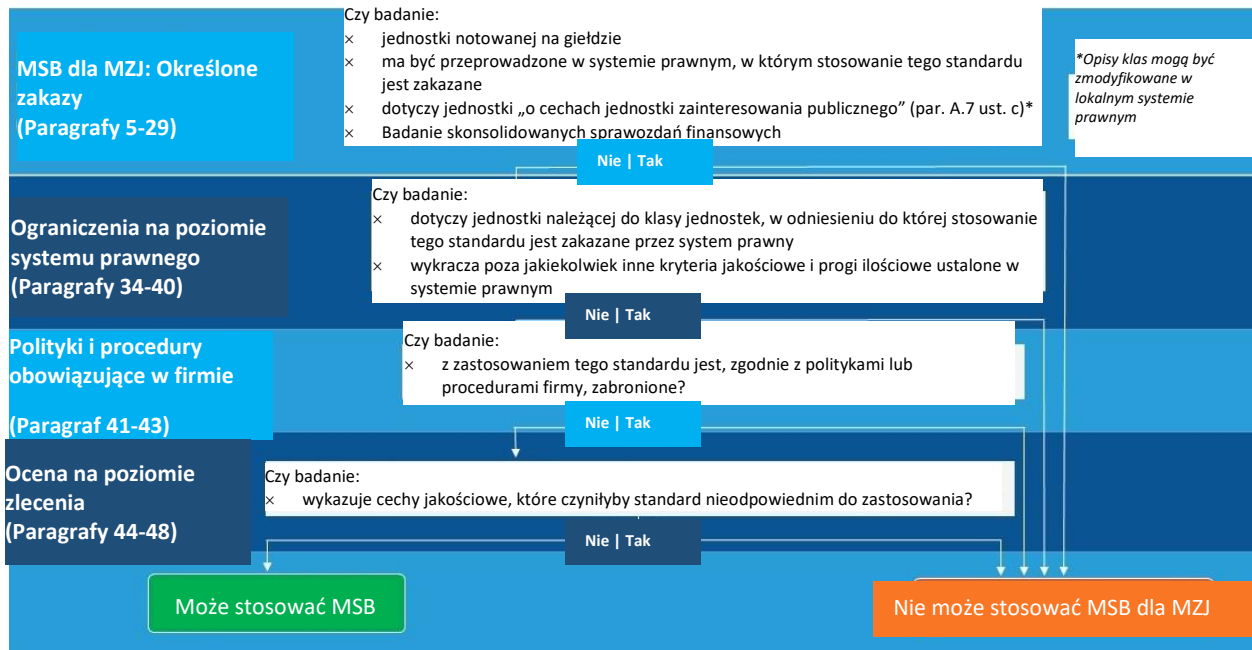 MSB dla MZJ: Określone
zakazy
(Paragrafy 5-29)
Czy badanie:
× jednostki notowanej na giełdzie
× ma być przeprowadzone w systemie prawnym, w którym stosowanie tego standardu
jest zakazane
× dotyczy jednostki „o cechach jednostki zainteresowania publicznego” (par. A.7 ust. c)*
× Badanie skonsolidowanych sprawozdań finansowych
*Opisy klas mogą być
zmodyfikowane w
lokalnym systemie
prawnym
Nie | Tak
Ograniczenia na poziomie
systemu prawnego
(Paragrafy 34-40)
Czy badanie:
× dotyczy jednostki należącej do klasy jednostek, w odniesieniu do której stosowanie
tego standardu jest zakazane przez system prawny
× wykracza poza jakiekolwiek inne kryteria jakościowe i progi ilościowe ustalone w
systemie prawnym
Nie | Tak
Polityki i procedury
obowiązujące w firmie
(Paragraf 41-43)
Czy badanie:
× z zastosowaniem tego standardu jest, zgodnie z politykami lub
procedurami firmy, zabronione?
Nie | Tak
Ocena na poziomie
zlecenia
(Paragrafy 44-48)
Czy badanie:
× wykazuje cechy jakościowe, które czyniłyby standard nieodpowiednim do zastosowania?
Nie | Tak
Może stosować MSB
Nie może stosować MSB dla MZJ